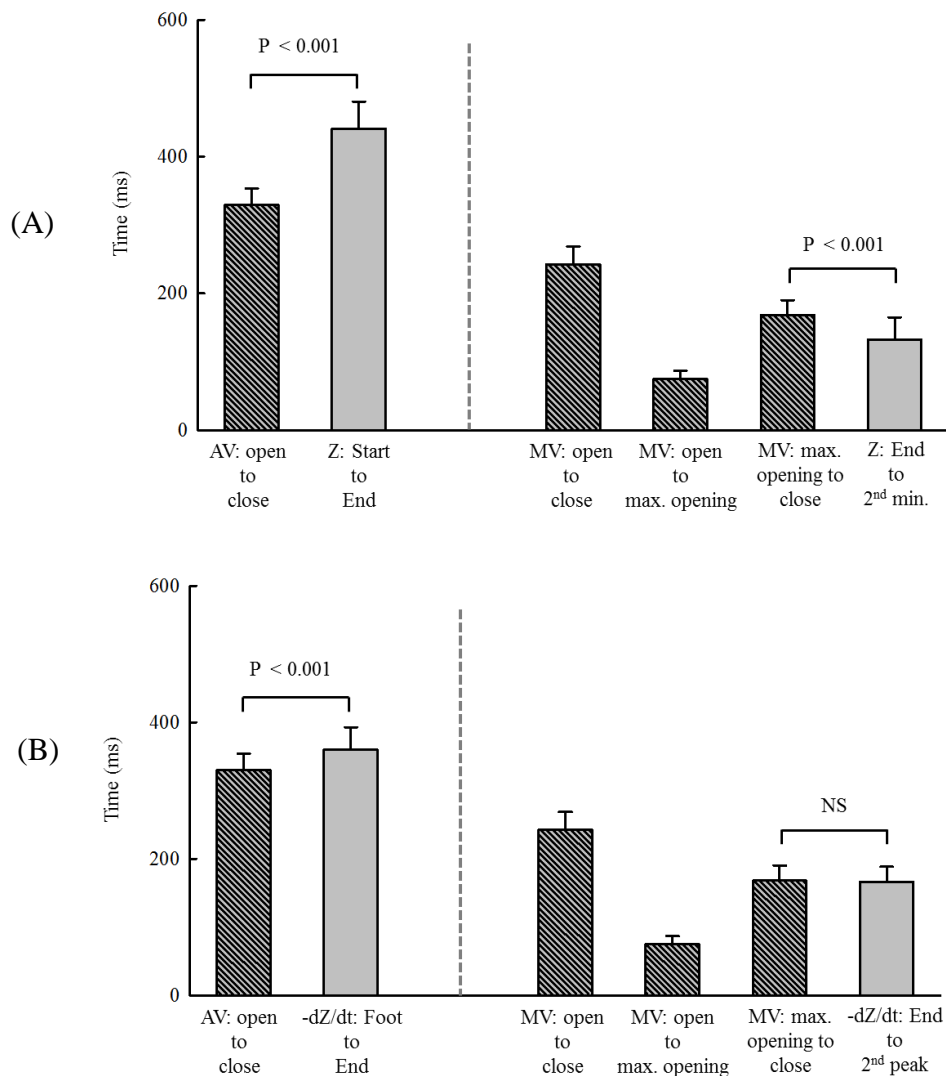 (A)
Time (ms)
600
400
200
0
P < 0.001
P < 0.001
AV: open
to
close
Z: Start
to
End
MV: open
to
close
MV: open
to
max. opening
MV: max.
opening to
close
Z: End
to
2nd min.
(B)
Time (ms)
600
400
200
0
P < 0.001
NS
AV: open
to
close
-dZ/dt: Foot
to
End
MV: open
to
close
MV: open
to
max. opening
MV: max.
opening to
close
-dZ/dt: End
to
2nd peak